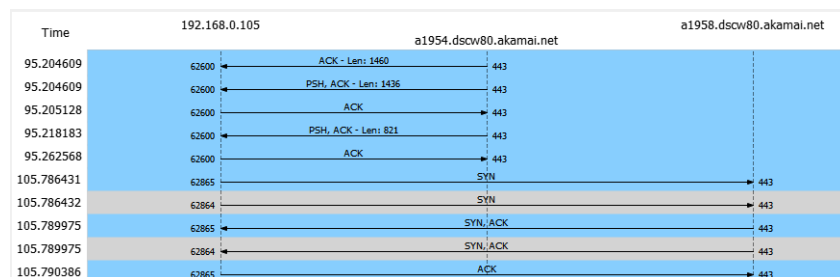 Time 192.168.0.105 a1954.dscw80.akamai.net a1958.dscw80.akamai.net
95.204609 62600 ACK - Len: 1460 443
95.204609 62600 PSH, ACK - Len: 1436 443
95.205128 62600 ACK 443
95.218183 62600 PSH, ACK - Len: 821 443
95.262568 62600 ACK 443
105.786431 62865 SYN 443
105.786432 62864 SYN 443
105.789975 62865 SYN, ACK 443
105.789975 62864 SYN, ACK 443
105.790386 62865 ACK 443